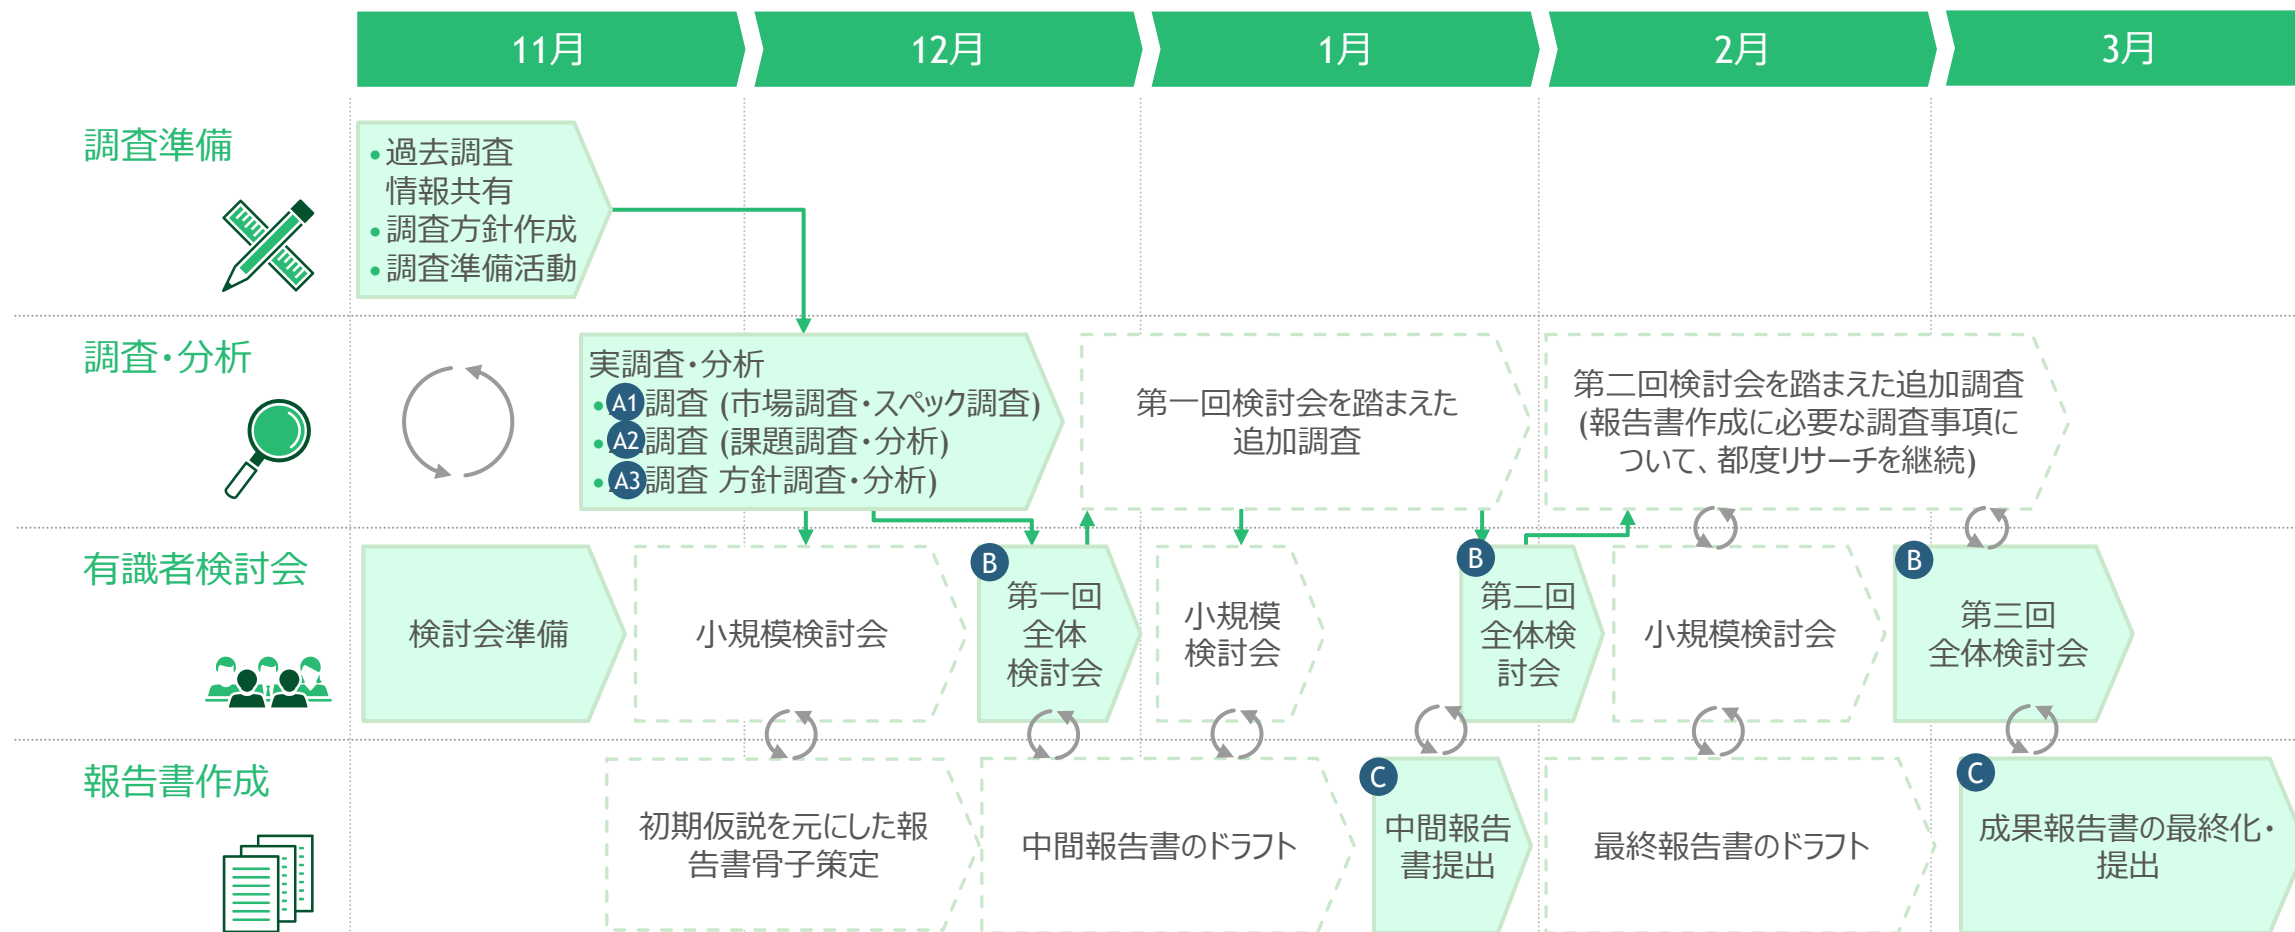 11月
12月
1月
2月
3月
調査準備
•過去調査
情報共有
•調査方針作成
•調査準備活動
調査・分析
実調査・分析
•A1 調査 (市場調査・スペック調査)
•A2 調査 (課題調査・分析)
•A3 調査 方針調査・分析)
第一回検討会を踏まえた
追加調査
第二回検討会を踏まえた追加調査
(報告書作成に必要な調査事項に
ついて、都度リサーチを継続)
有識者検討会
検討会準備
小規模検討会
B
第一回
全体
検討会
小規模
検討会
B
第二回
全体検
討会
小規模検討会
B
第三回
全体検討会
報告書作成
初期仮説を元にした報
告書骨子策定
中間報告書のドラフト
C
中間報告
書提出
最終報告書のドラフト
C
成果報告書の最終化・
提出